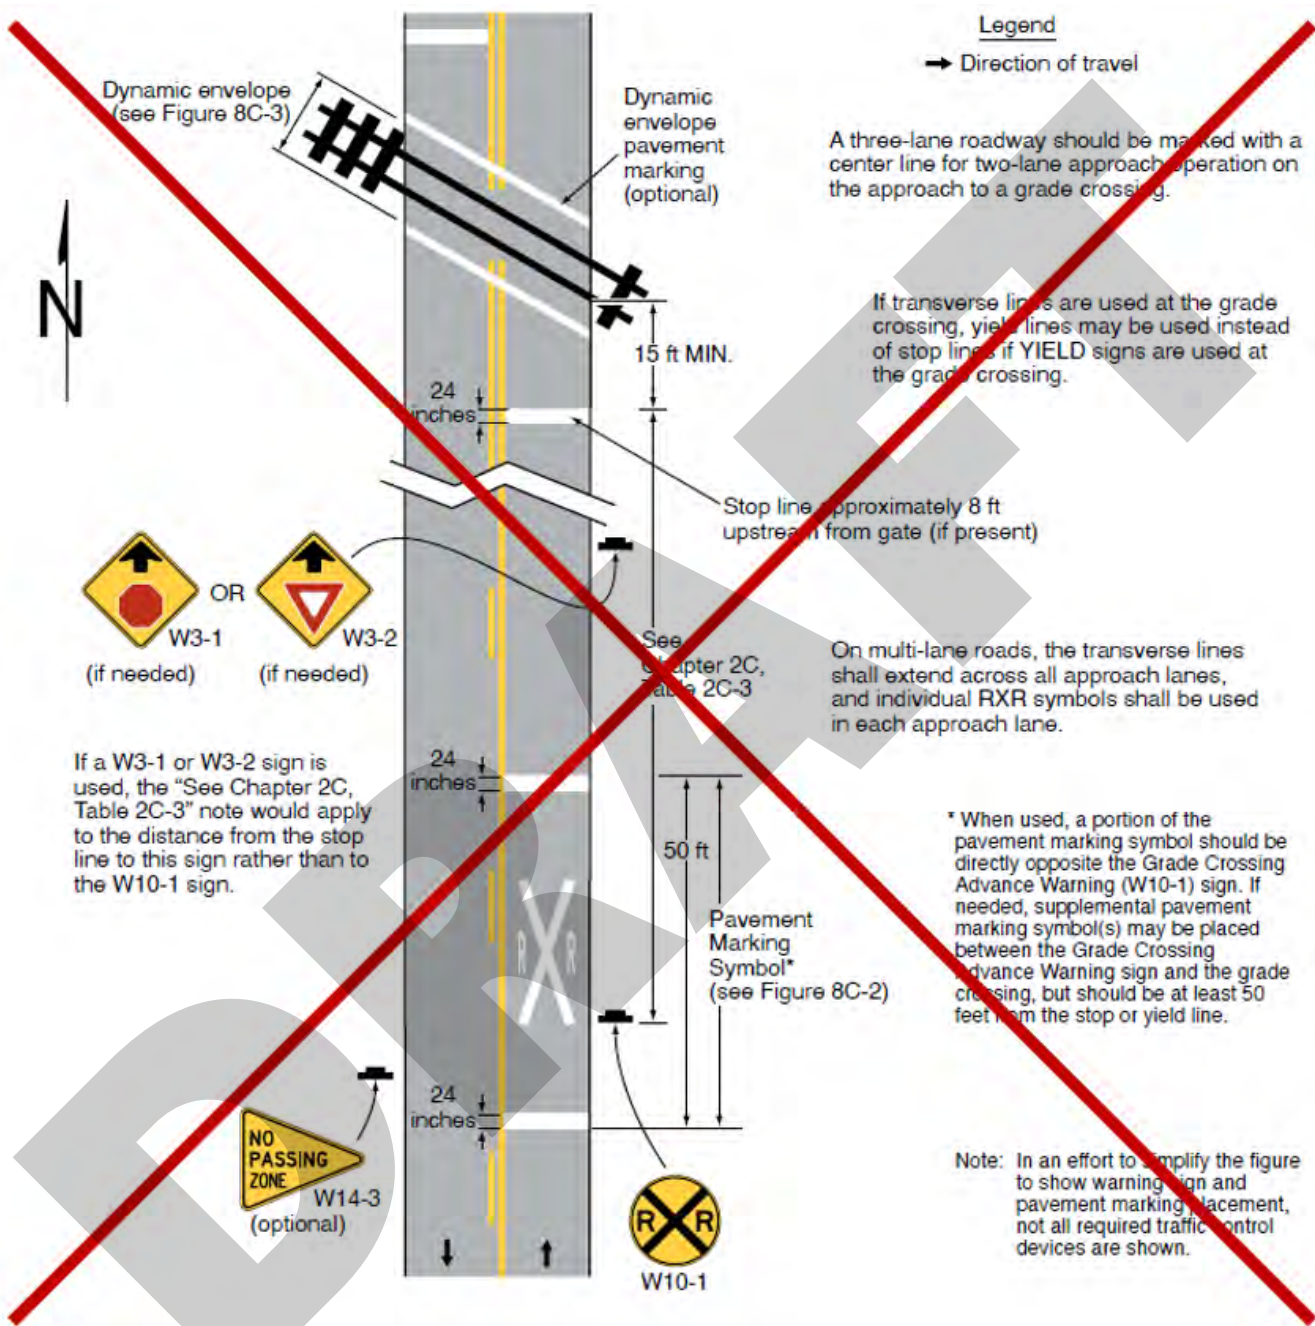 Legend
Direction of travel
Dynamic envelope
(see Figure 8C-3)
Dynamic
envelope
pavement
marking
(optional)
A three-lane roadway should be marked with a
center line for two-lane approach operation on
the approach to a grade crossing.
N
If transverse lines are used at the grade
crossing, yield lines may be used instead
of stop lines if YIELD signs are used at
the grade crossing.
15 ft MIN.
24
inches
Stop line approximately 8 ft
upstream from gate (if present)
OR
W3-1
W3-2
(if needed)
(if needed)
See
Chapter 2C,
Table 2C-3
On multi-lane roads, the transverse lines
shall extend across all approach lanes,
and individual RXR symbols shall be used
in each approach lane.
If a W3-1 or W3-2 sign is
used, the "See Chapter 2C,
Table 2C-3" note would apply
to the distance from the stop
line to this sign rather than to
the W10-1 sign.
24
inches
50 ft
R R
Pavement
Marking
Symbol*
(see Figure 8C-2)
* When used, a portion of the
pavement marking symbol should be
directly opposite the Grade Crossing
Advance Warning (W10-1) sign. If
needed, supplemental pavement
marking symbol(s) may be placed
between the Grade Crossing
Advance Warning sign and the grade
crossing, but should be at least 50
feet from the stop or yield line.
24
inches
NO
PASSING
ZONE
W14-3
(optional)
R R
W10-1
Note: In an effort to simplify the figure
to show warning sign and
pavement marking placement,
not all required traffic control
devices are shown.
DRAFT